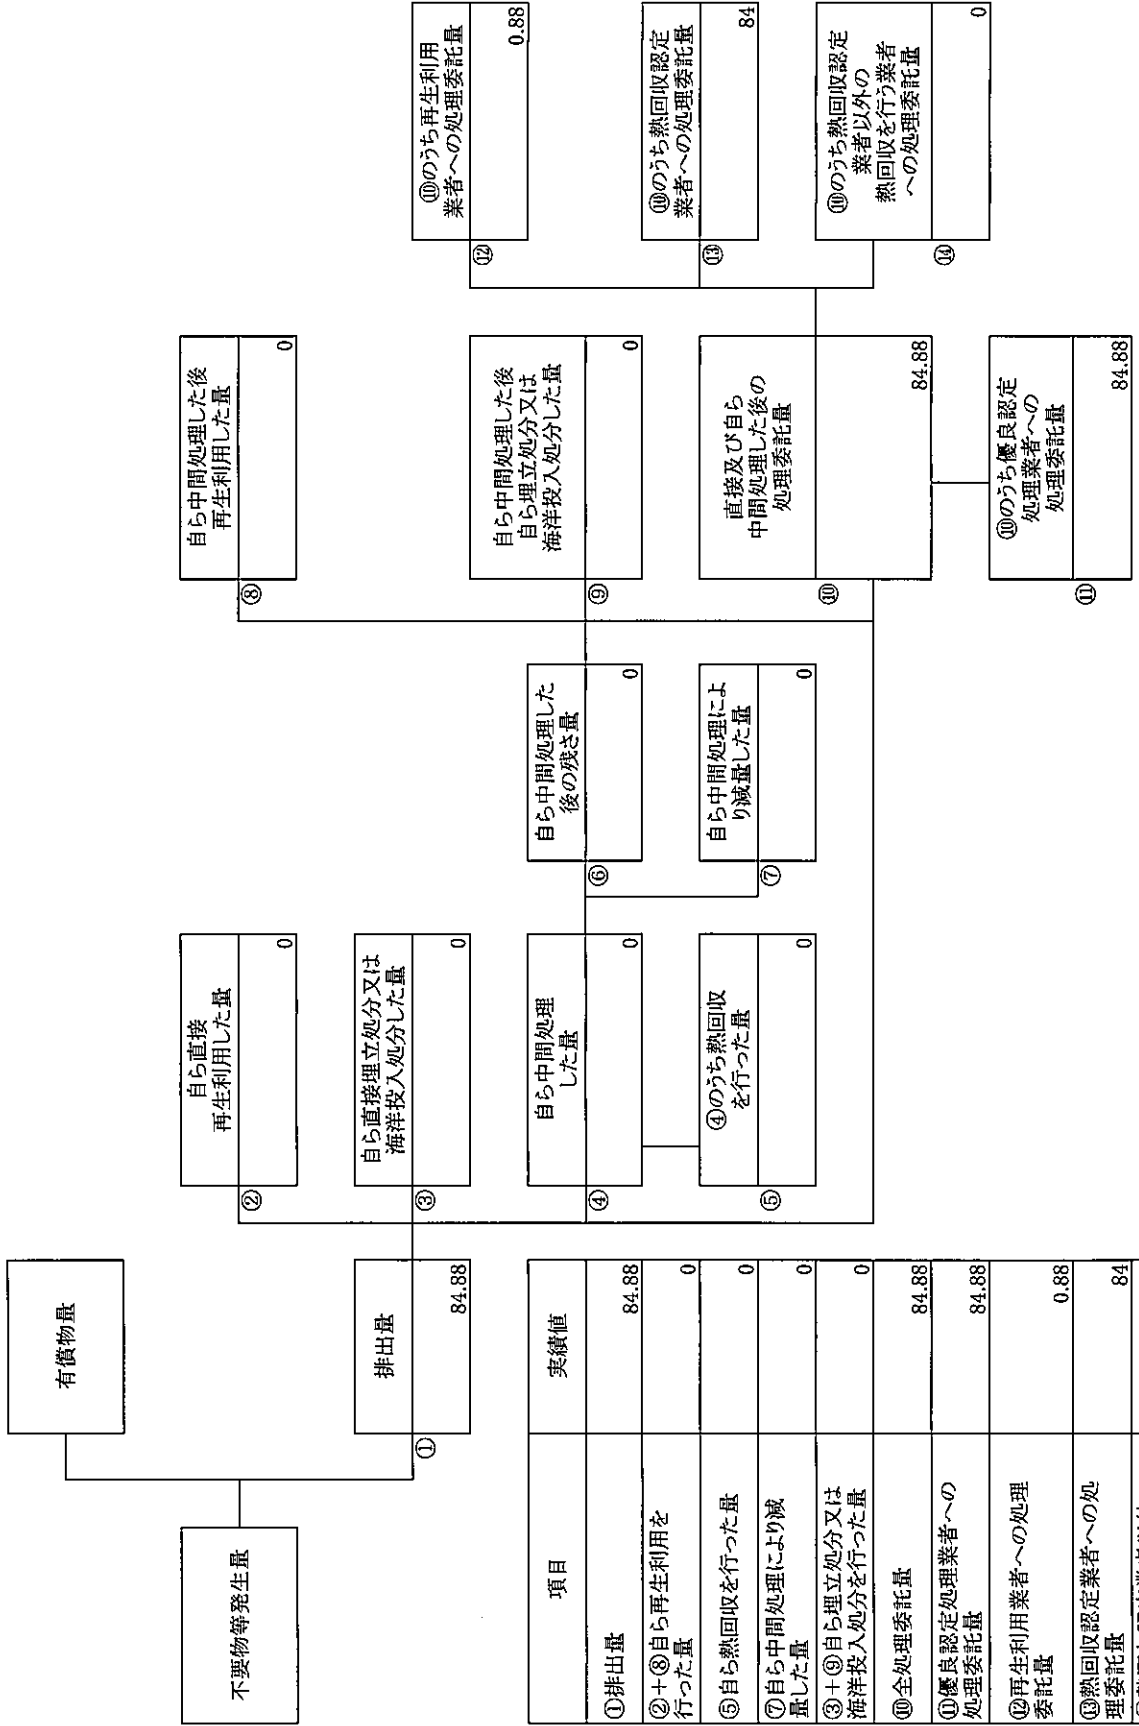 不要物等発生量
有償物量
①
排出量
84.88
②
自ら直接
再生利用した量
0
③
自ら直接埋立処分又は
海洋投入処分した量
0
④
自ら中間処理
した量
0
⑤
④のうち熱回収
を行った量
0
⑥
自ら中間処理した
後の残さ量
0
⑦
自ら中間処理によ
り減量した量
0
⑧
自ら中間処理した後
再生利用した量
0
⑨
自ら中間処理した後
自ら埋立処分又は
海洋投入処分した量
0
⑩
直接及び自ら
中間処理した後の
処理委託量
84.88
⑪
⑩のうち優良認定
処理業者への
処理委託量
84.88
⑫
⑩のうち再生利用
業者への処理委託量
0.88
⑬
⑩のうち熱回収認定
業者への処理委託量
84
⑭
⑩のうち熱回収認定
業者以外の
熱回収を行う業者
への処理委託量
0
項目 実績値
①排出量 84.88
②+⑧自ら再生利用を
行った量 0
⑤自ら熱回収を行った量 0
⑦自ら中間処理により減
量した量 0
③+⑨自ら埋立処分又は
海洋投入処分を行った量 0
⑩全処理委託量 84.88
⑪優良認定処理業者への
処理委託量 84.88
⑫再生利用業者への処理
委託量 0.88
⑬熱回収認定業者への処
理委託量 84